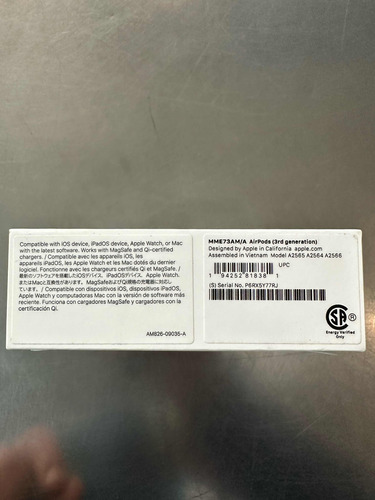 Compatible with iOS device, iPadOS device, Apple Watch, or Mac
with the latest software. Works with MagSafe and Qi-certified
chargers. / Compatible avec les appareils iOS, les
appareils iPadOS, les Apple Watch et les Mac dotés du dernier
logiciel. Fonctionne avec les chargeurs MagSafe et certifiés Qi. /
最新のソフトウェアを搭載したiOSデバイス、iPadOSデバイス、Apple Watch、
またはMacと互換性があります。MagSafeおよびQi規格の充電器に対応して
います。/ Compatible con dispositivos iOS, dispositivos iPadOS,
Apple Watch y computadoras Mac con la versión de software más
reciente. Funciona con cargadores MagSafe y cargadores con la
certificación Qi.
AM826-09035-A
MME73AM/A AirPods (3rd generation)
Designed by Apple in California apple.com
Assembled in Vietnam Model A2565 A2564 A2566
UPC
1 94252 81838 1
(S) Serial No. P6RX5Y77RJ
SA
Energy Verified
Only